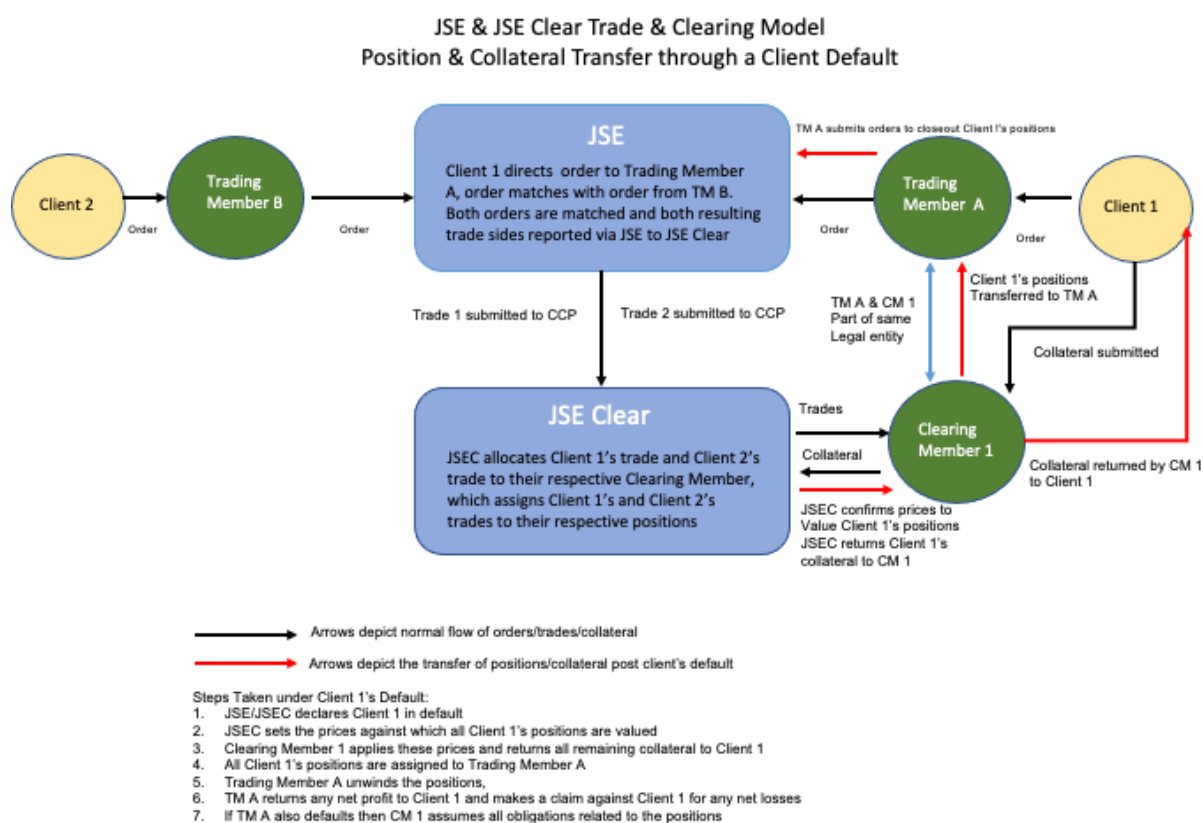 JSE & JSE Clear Trade & Clearing Model
Position & Collateral Transfer through a Client Default
JSE
Client 1 directs order to Trading Member
A, order matches with order from TM B.
Both orders are matched and both resulting
trade sides reported via JSE to JSE Clear
TM A submits orders to closeout Client I's positions
Client 2
Order
Trading
Member B
Order
Trading
Member A
Order
Client 1
Order
Trade 1 submitted to CCP
Trade 2 submitted to CCP
TM A & CM 1
Part of same
Legal entity
Client 1's positions
Transferred to TM A
Collateral submitted
JSE Clear
JSEC allocates Client 1's trade and Client 2's
trade to their respective Clearing Member,
which assigns Client 1's and Client 2's
trades to their respective positions
Trades
Collateral
Clearing
Member 1
JSEC confirms prices to
Value Client 1's positions
JSEC returns Client 1's
collateral to CM 1
Collateral returned by CM 1
to Client 1
Arrows depict normal flow of orders/trades/collateral
Arrows depict the transfer of positions/collateral post client's default
Steps Taken under Client 1's Default:
1. JSE/JSEC declares Client 1 in default
2. JSEC sets the prices against which all Client 1's positions are valued
3. Clearing Member 1 applies these prices and returns all remaining collateral to Client 1
4. All Client 1's positions are assigned to Trading Member A
5. Trading Member A unwinds the positions,
6. TM A returns any net profit to Client 1 and makes a claim against Client 1 for any net losses
7. If TM A also defaults then CM 1 assumes all obligations related to the positions